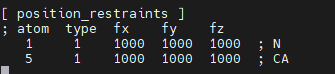 [ position_restraints ]
; atom  type  fx  fy  fz
1  1  1000  1000  1000  ; N
5  1  1000  1000  1000  ; CA